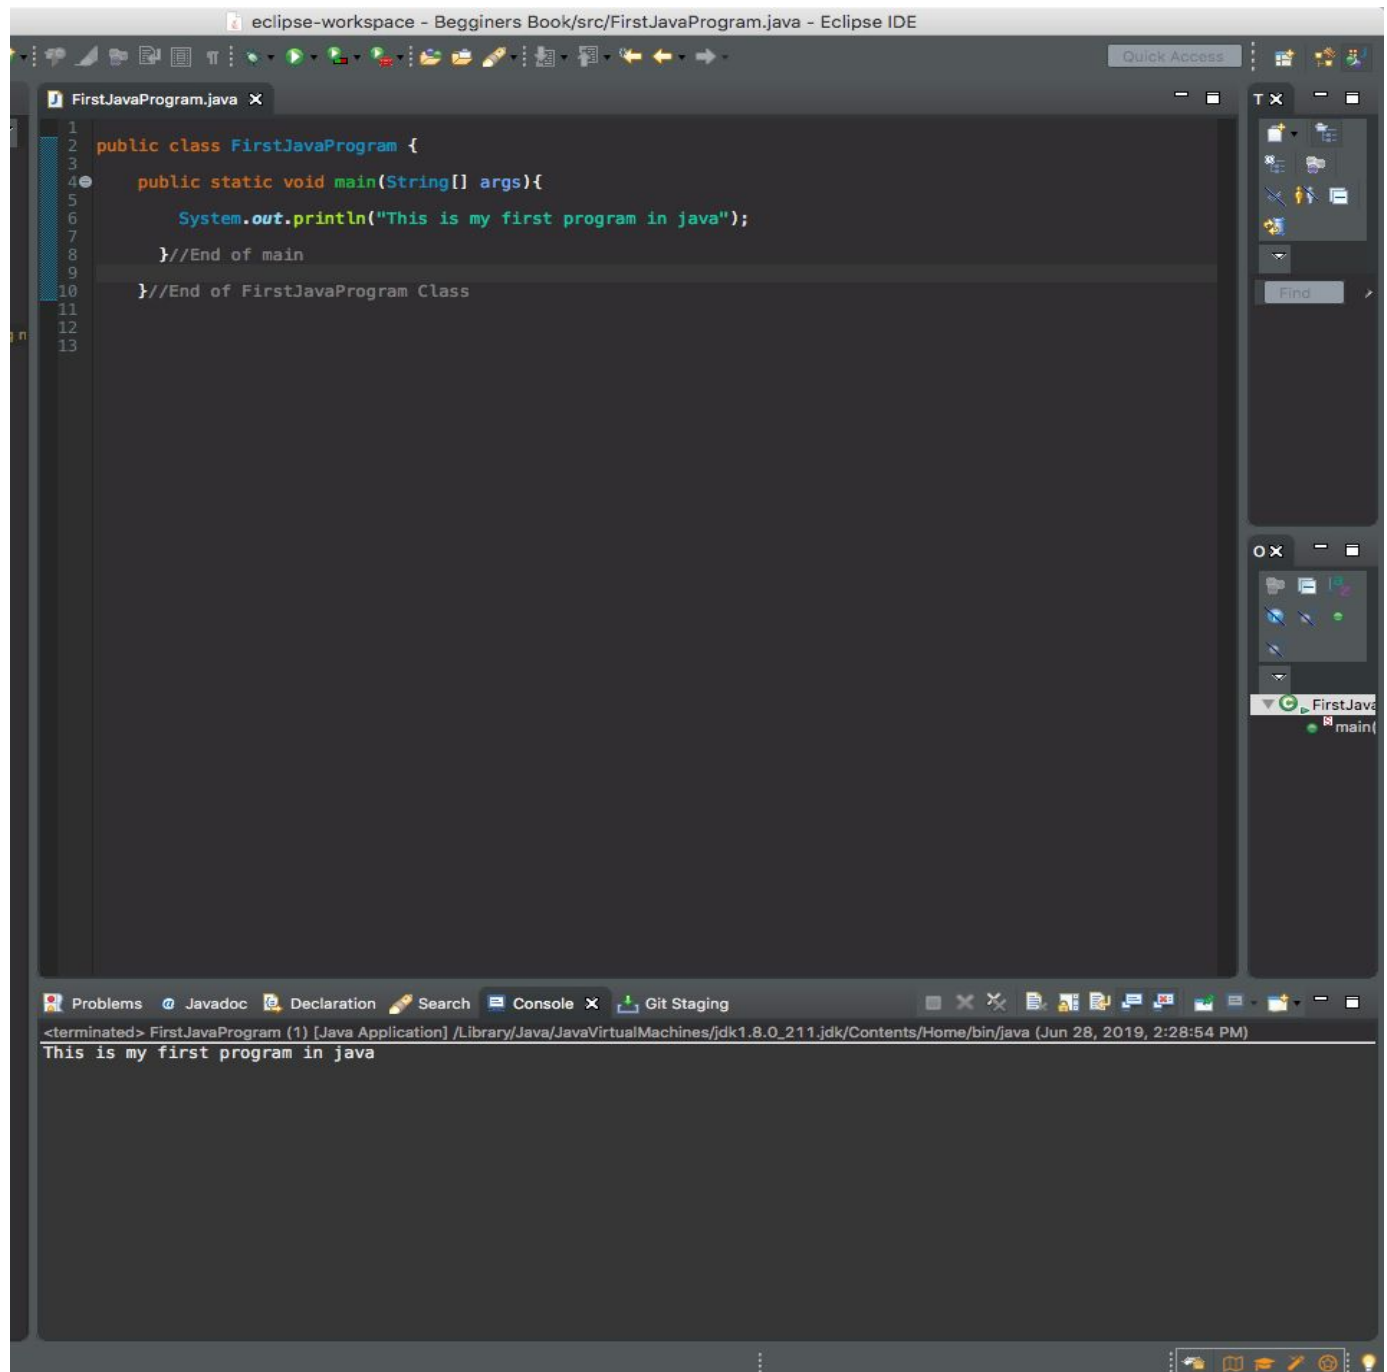 eclipse-workspace - Begginers Book/src/FirstJavaProgram.java - Eclipse IDE
Quick Access
FirstJavaProgram.java
T
1
2 public class FirstJavaProgram {
3
4 public static void main(String[] args){
5
6 System.out.println("This is my first program in java");
7
8 }//End of main
9
10 }//End of FirstJavaProgram Class
11
12
13
Find
g n
O
FirstJava
main(
Problems @ Javadoc Declaration Search Console Git Staging
<terminated> FirstJavaProgram (1) [Java Application] /Library/Java/JavaVirtualMachines/jdk1.8.0_211.jdk/Contents/Home/bin/java (Jun 28, 2019, 2:28:54 PM)
This is my first program in java